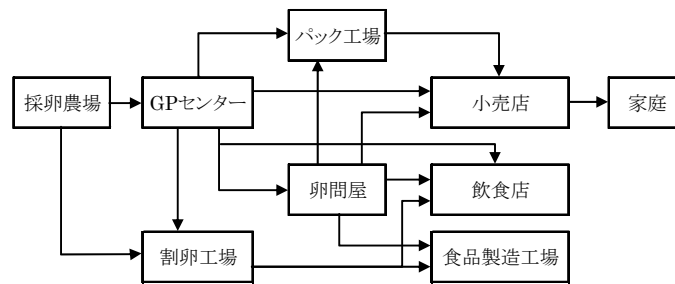 パック工場
採卵農場
GPセンター
小売店
家庭
卵問屋
飲食店
割卵工場
食品製造工場